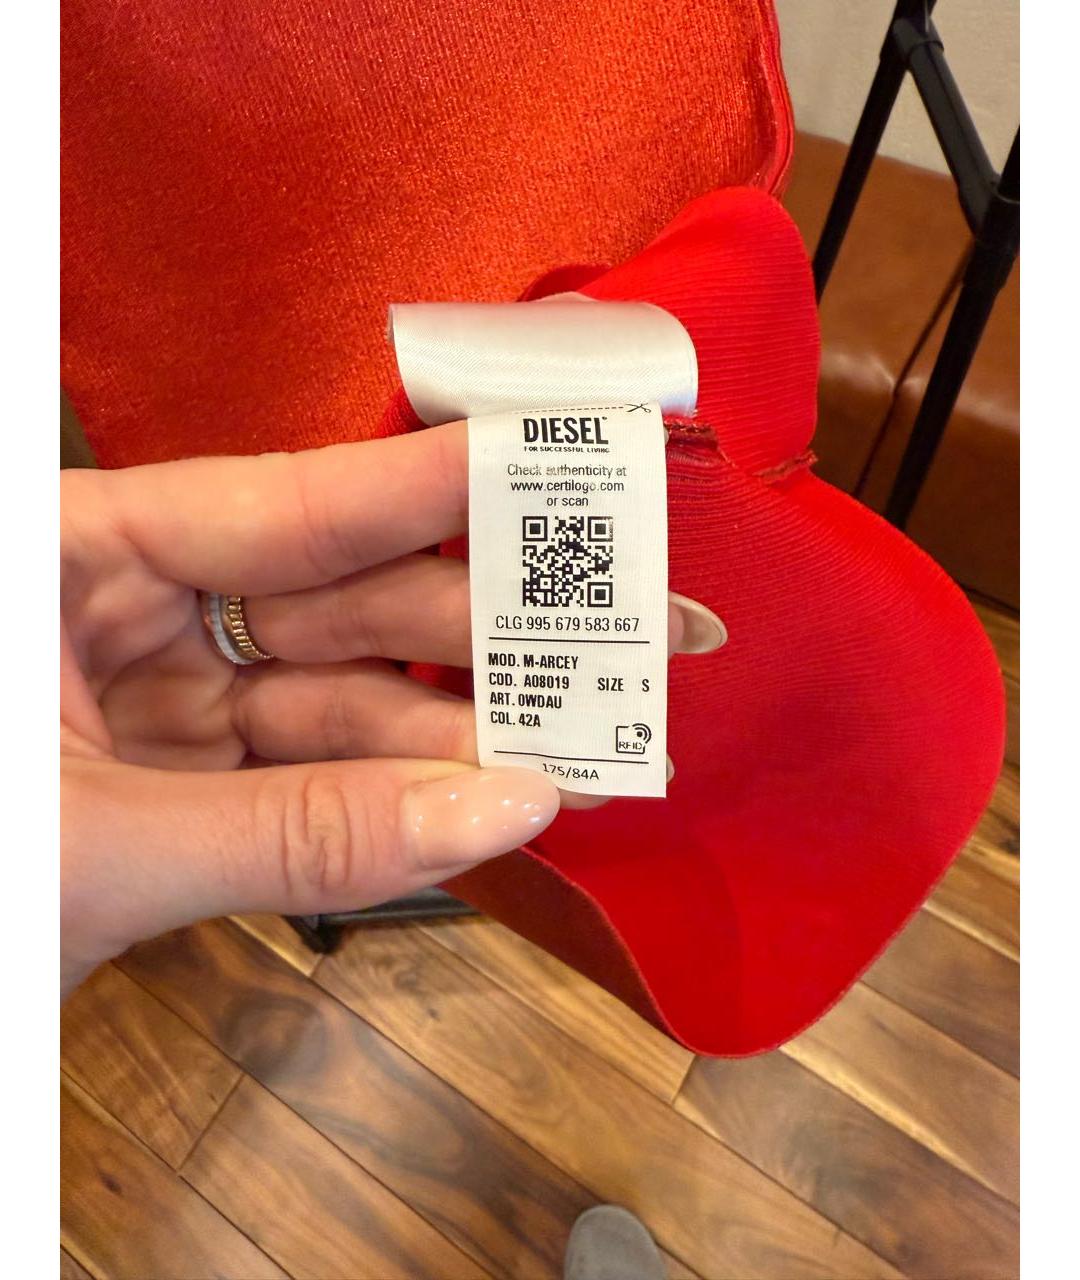 DIESEL
FOR SUCCESSFUL LIVING
Check authenticity at
www.certilogo.com
or scan
CLG 995 679 583 667
MOD. M-ARCEY
COD. A08019 SIZE S
ART. 0WDAU
COL. 42A
RFID
175/84A